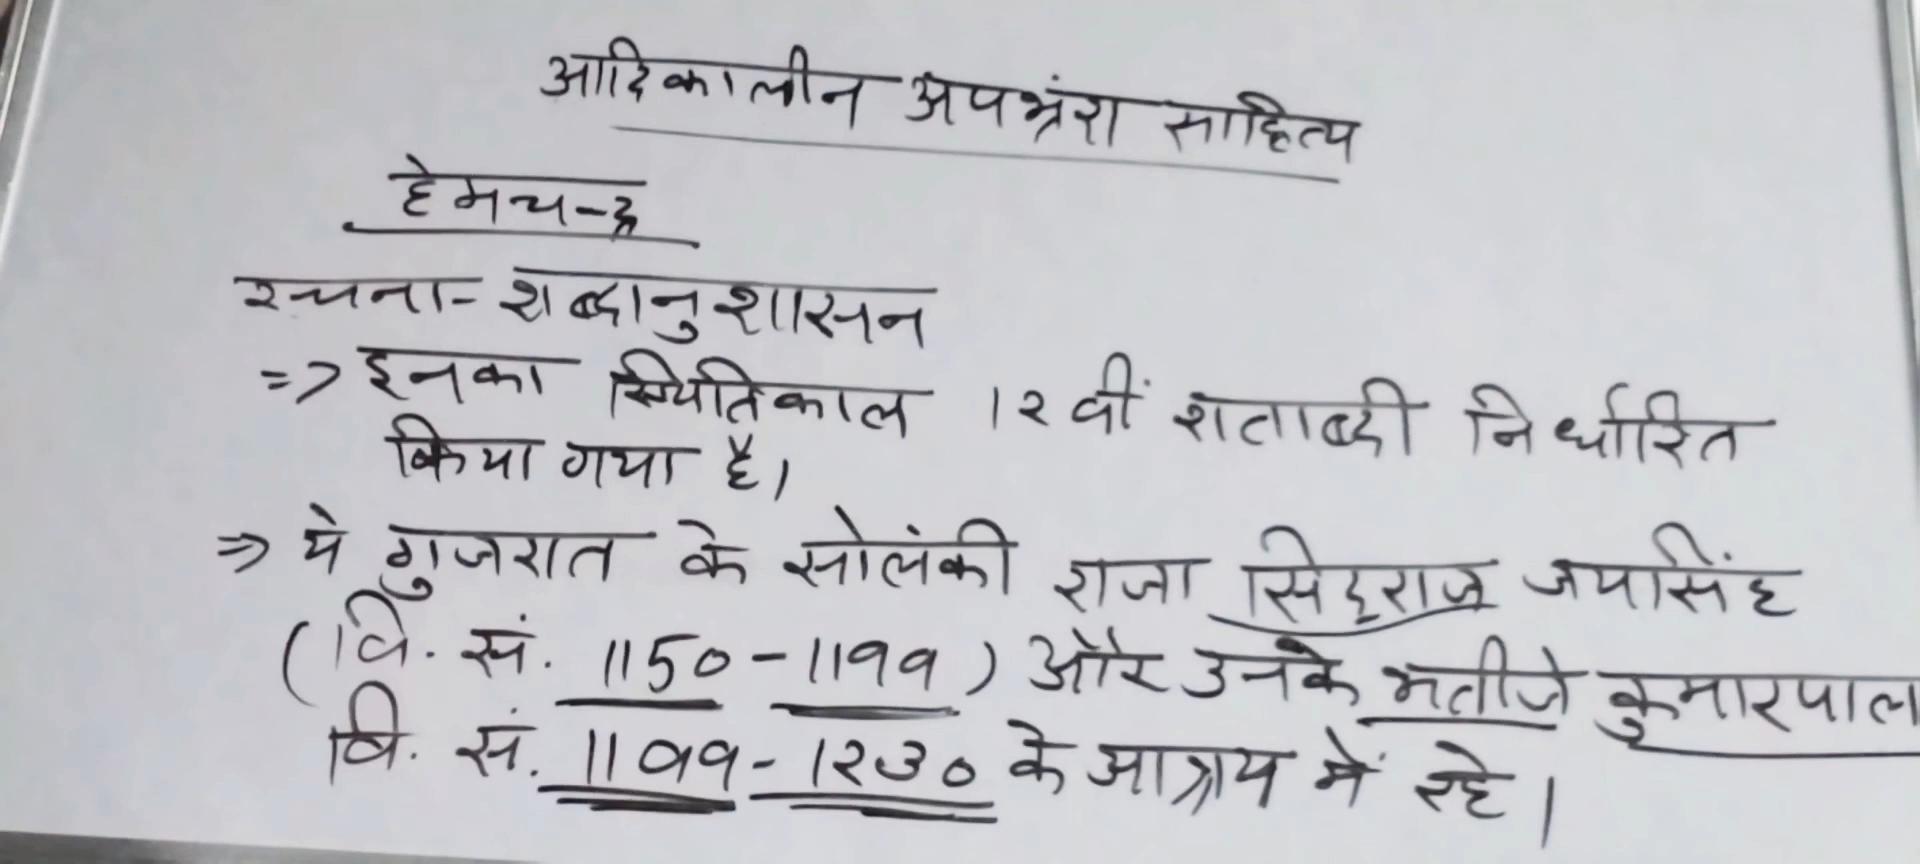 आदिकालीन अपभ्रंश साहित्य
हेमचन्द्र
रचना- शब्दानुशासन
=> इनका स्थितिकाल 12वीं शताब्दी निर्धारित
किया गया है।
=> ये गुजरात के सोलंकी राजा सिद्धराज जयसिंह
(वि. सं. 1150-1199) और उनके भतीजे कुमारपाल
वि. सं. 1199-1230 के आश्रय में रहे।